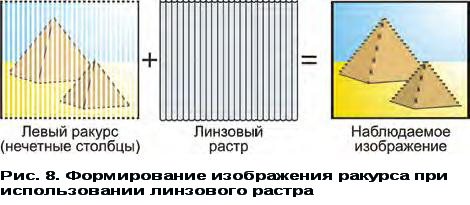 +
=
Левый ракурс
(нечетные столбцы)
Линзовый
растр
Наблюдаемое
изображение
Рис. 8. Формирование изображения ракурса при
использовании линзового растра